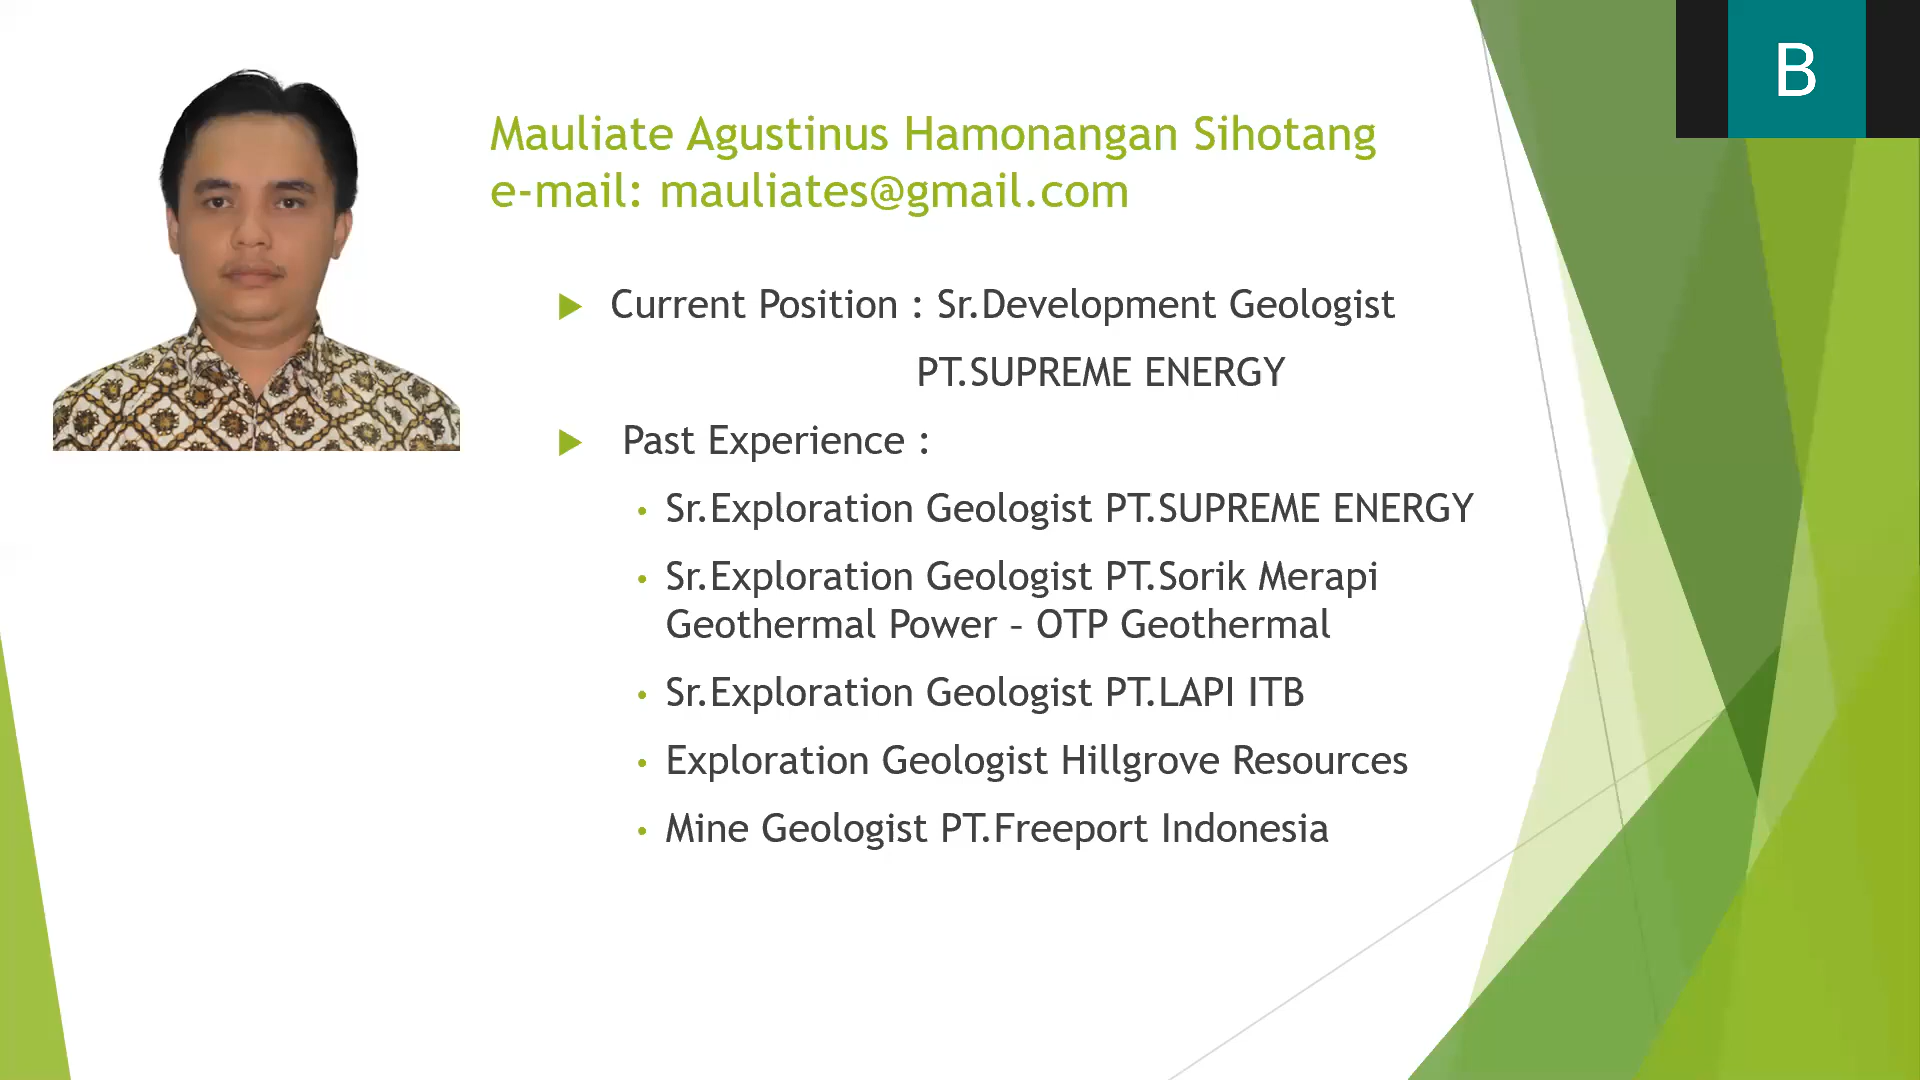 B
Mauliate Agustinus Hamonangan Sihotang
e-mail: mauliates@gmail.com
Current Position : Sr.Development Geologist
PT.SUPREME ENERGY
Past Experience :
Sr.Exploration Geologist PT.SUPREME ENERGY
Sr.Exploration Geologist PT.Sorik Merapi
Geothermal Power – OTP Geothermal
Sr.Exploration Geologist PT.LAPI ITB
Exploration Geologist Hillgrove Resources
Mine Geologist PT.Freeport Indonesia